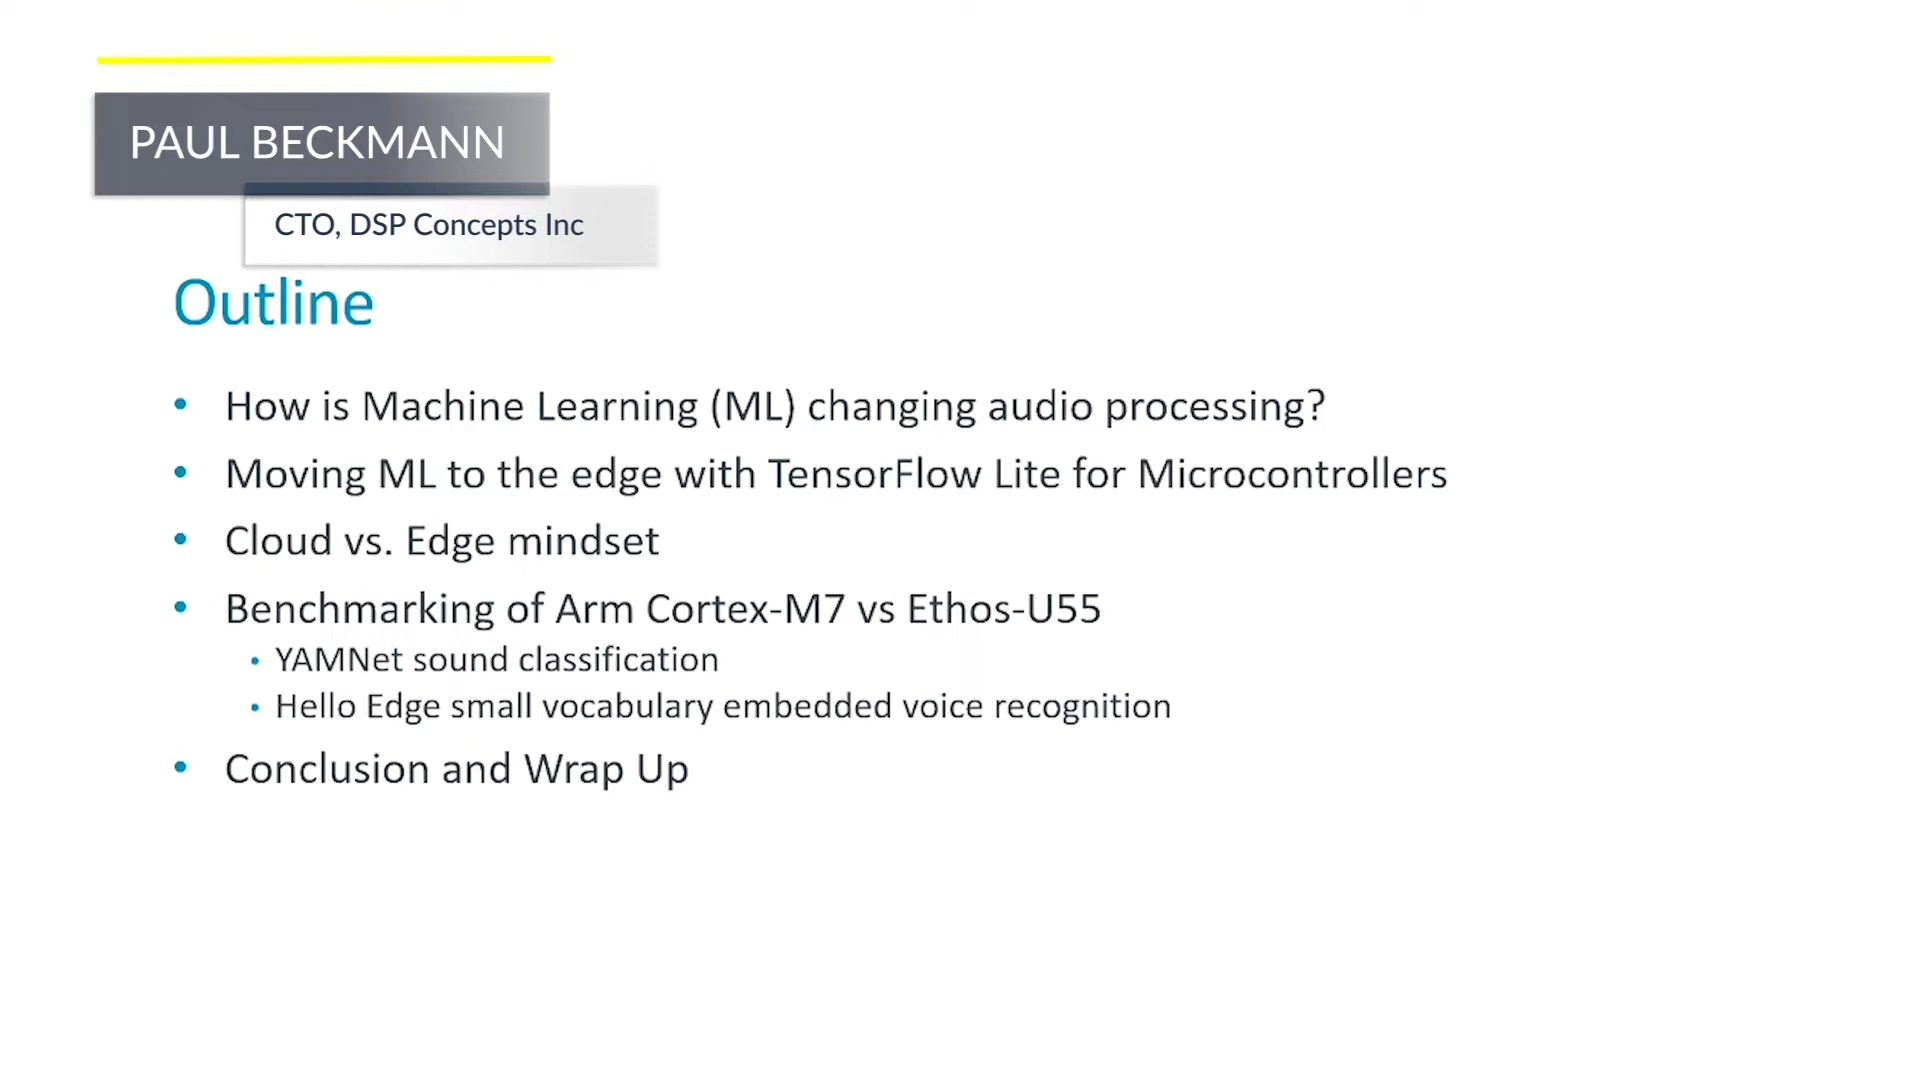 PAUL BECKMANN
CTO, DSP Concepts Inc
Outline
• How is Machine Learning (ML) changing audio processing?
• Moving ML to the edge with TensorFlow Lite for Microcontrollers
• Cloud vs. Edge mindset
• Benchmarking of Arm Cortex-M7 vs Ethos-U55
• YAMNet sound classification
• Hello Edge small vocabulary embedded voice recognition
• Conclusion and Wrap Up